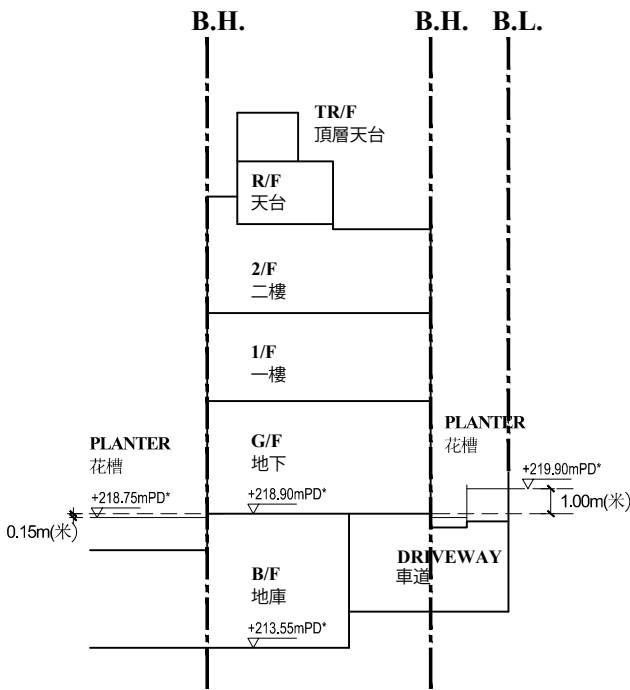 B.H.
B.H.
B.L.
TR/F
頂層天台
R/F
天台
2/F
二樓
1/F
一樓
PLANTER
花槽
G/F
地下
PLANTER
花槽
+219.90mPD*
+218.75mPD*
+218.90mPD*
1.00m(米)
0.15m(米)
DRIVEWAY
車道
B/F
地庫
+213.55mPD*